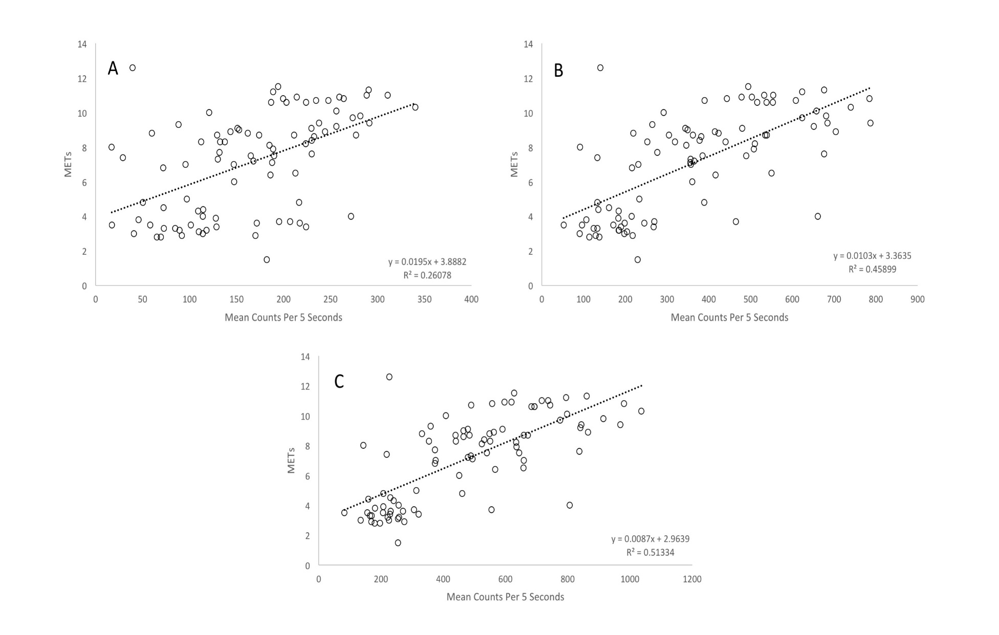 A
14
12
10
8
6
4
2
0
METs
y = 0.0195x + 3.8882
R² = 0.26078
0 50 100 150 200 250 300 350 400
Mean Counts Per 5 Seconds
B
14
12
10
8
6
4
2
0
METs
y = 0.0103x + 3.3635
R² = 0.45899
0 100 200 300 400 500 600 700 800 900
Mean Counts Per 5 Seconds
C
14
12
10
8
6
4
2
0
METs
y = 0.0087x + 2.9639
R² = 0.51334
0 200 400 600 800 1000 1200
Mean Counts Per 5 Seconds